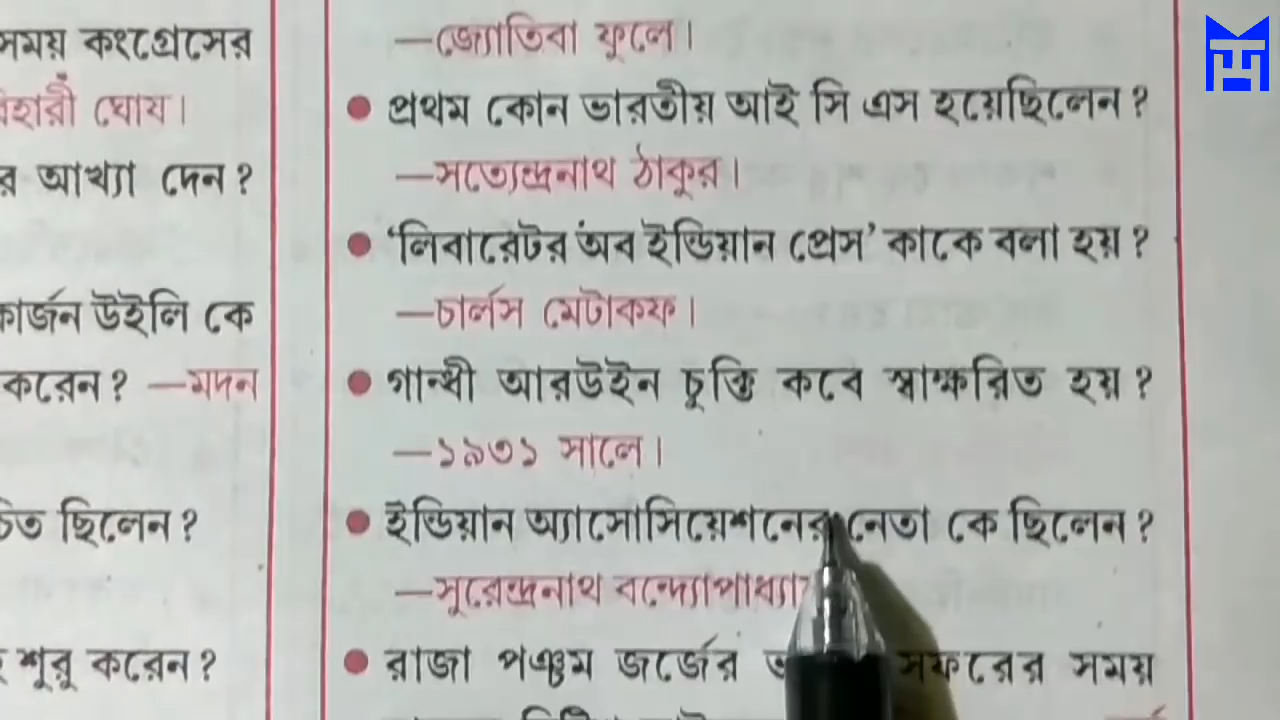 সময় কংগ্রেসের
ঘোষ।
র আখ্যা দেন?
কার্জন উইলি কে
করেন? —মদন
ছিলেন?
শুরু করেন?
—জ্যোতিবা ফুলে।
● প্রথম কোন ভারতীয় আই সি এস হয়েছিলেন?
—সত্যেন্দ্রনাথ ঠাকুর।
● ‘লিবারেটর অব ইন্ডিয়ান প্রেস’ কাকে বলা হয়?
—চার্লস মেটাকফ।
● গান্ধী আরউইন চুক্তি কবে স্বাক্ষরিত হয়?
—১৯৩১ সালে।
● ইন্ডিয়ান অ্যাসোসিয়েশনের নেতা কে ছিলেন?
—সুরেন্দ্রনাথ বন্দ্যোপাধ্যা
● রাজা পঞ্চম জর্জের সফরের সময়